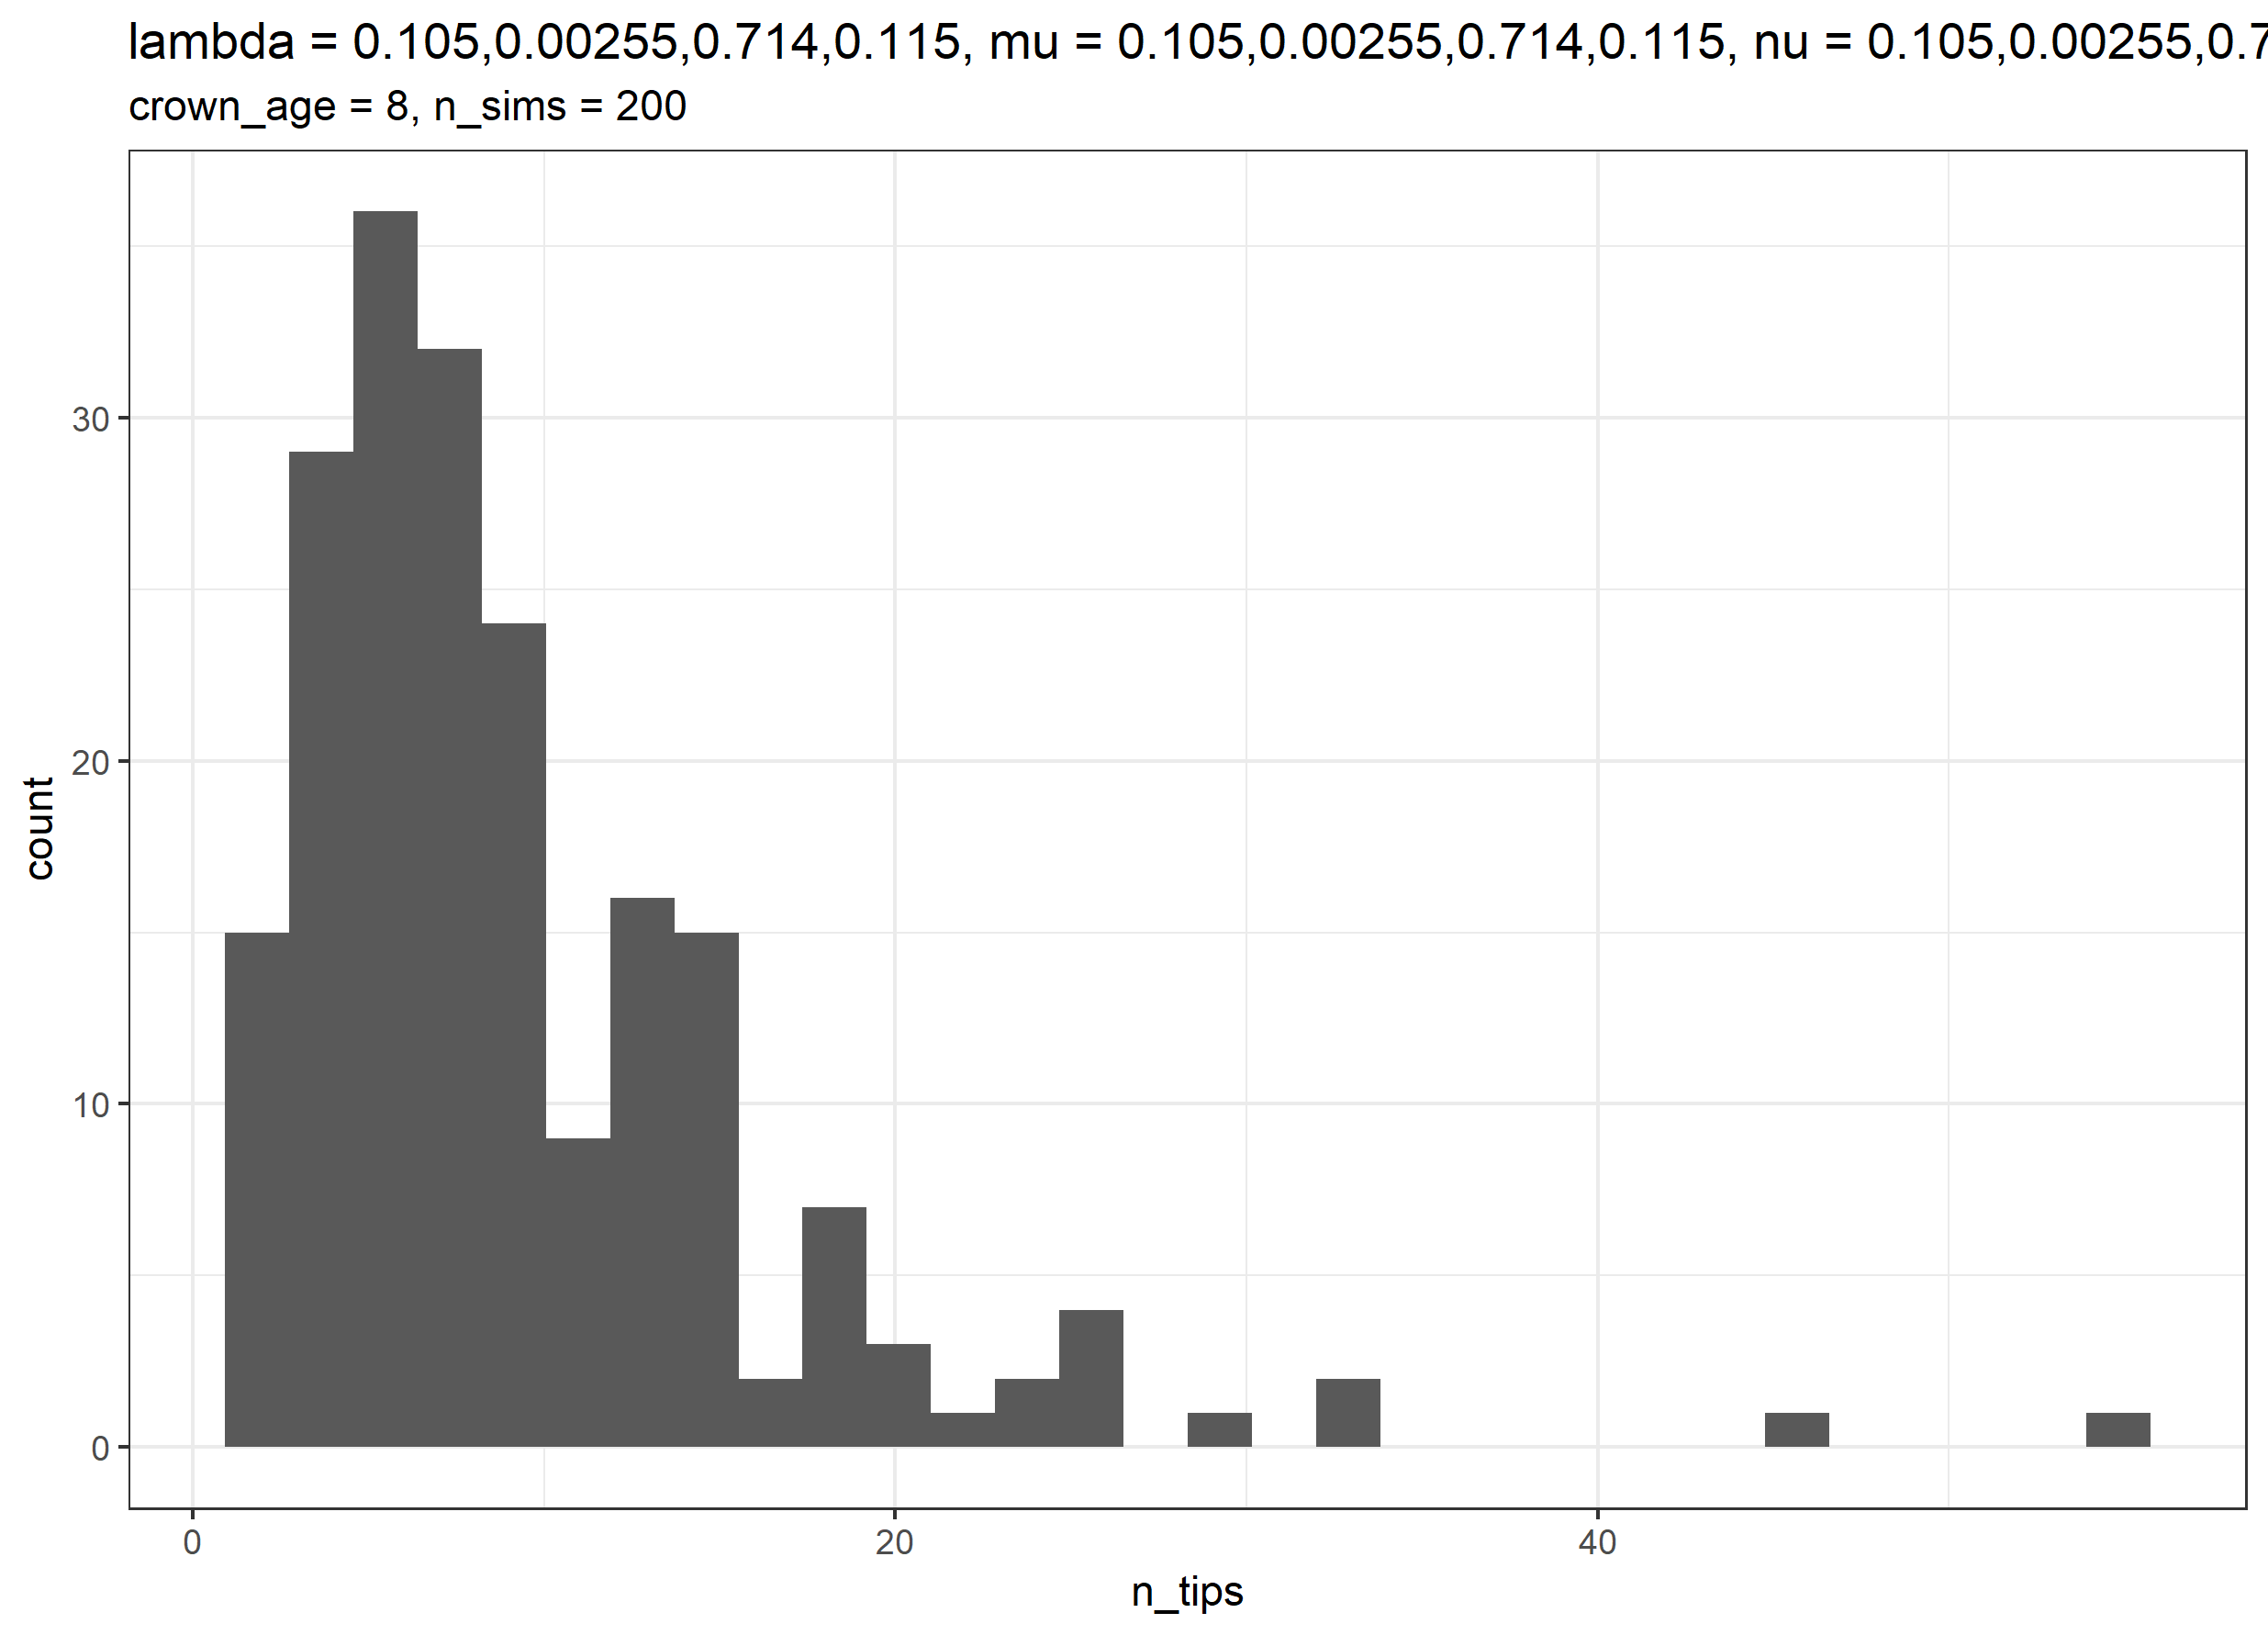 lambda = 0.105,0.00255,0.714,0.115, mu = 0.105,0.00255,0.714,0.115, nu = 0.105,0.00255,0.7
crown_age = 8, n_sims = 200
30
20
10
0
count
0 20 40
n_tips